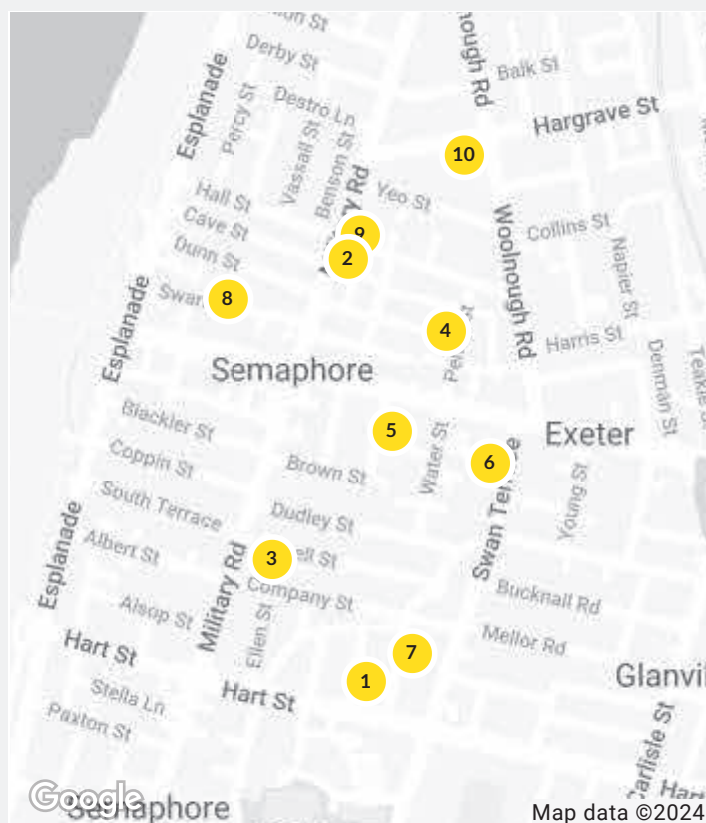 Derby St
Balk St
Destro Ln
Hargrave St
Esplanade
Percy St
Vassall St
Benson St
Woolnough Rd
10
Yeo St
Hall St
Cave St
Collins St
Napier St
9
2
Dunn St
8
4
Harris St
Esplanade
Semaphore
Denman St
Blackler St
5
Exeter
Coppin St
Brown St
Water St
6
Young St
South Terrace
Dudley St
Swan Terrace
Esplanade
Albert St
Military Rd
3
Company St
Bucknall Rd
Alsop St
Ellen St
Mellor Rd
Hart St
7
1
Stella Ln
Hart St
Paxton St
Google
Semaphore
Map data ©2024